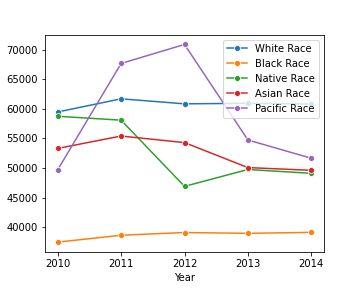 70000
65000
60000
55000
50000
45000
40000
White Race
Black Race
Native Race
Asian Race
Pacific Race
2010 2011 2012 2013 2014
Year